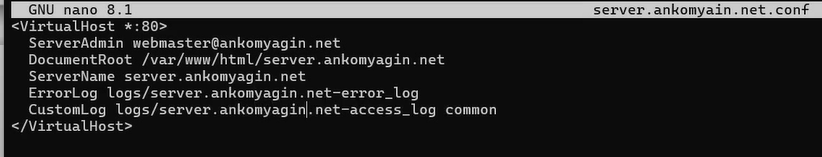 GNU nano 8.1 server.ankomyain.net.conf
<VirtualHost *:80>
ServerAdmin webmaster@ankomyagin.net
DocumentRoot /var/www/html/server.ankomyagin.net
ServerName server.ankomyagin.net
ErrorLog logs/server.ankomyagin.net-error_log
CustomLog logs/server.ankomyagin.net-access_log common
</VirtualHost>